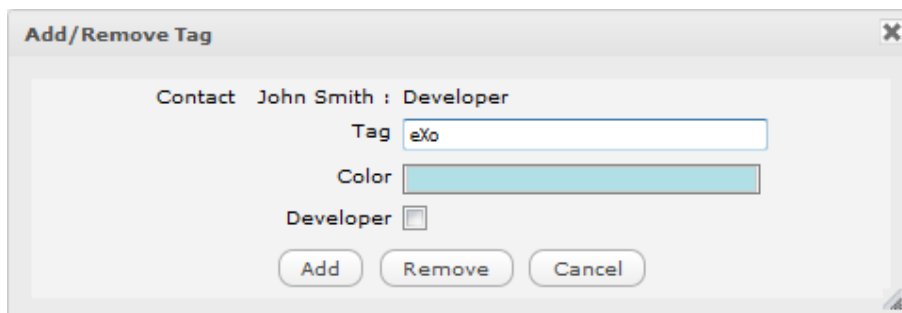 Add/Remove Tag
Contact John Smith : Developer
Tag eXo
Color
Developer
Add Remove Cancel